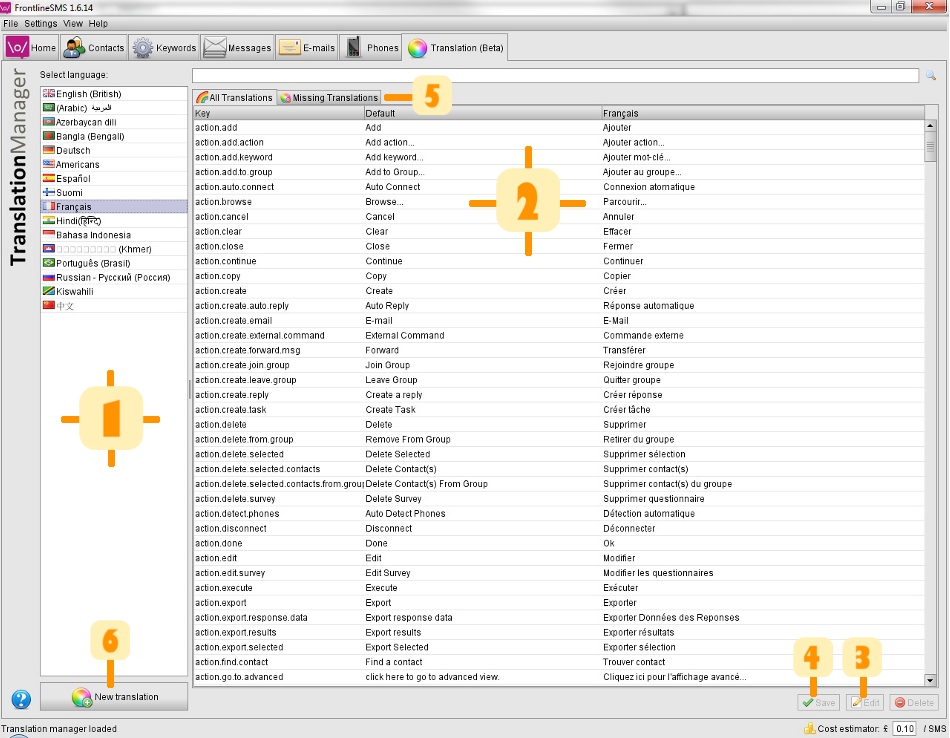 FrontlineSMS 1.6.14
File Settings View Help
Home Contacts Keywords Messages E-mails Phones Translation (Beta)
TranslationManager
Select language:
English (British)
(Arabic) العربية
Azərbaycan dili
Bangla (Bengali)
Deutsch
Americans
Español
Suomi
Français
Hindi(हिन्दि)
Bahasa Indonesia
(Khmer)
Português (Brasil)
Russian - Русский (Россия)
Kiswahili
中文
1
6
New translation
All Translations Missing Translations 5
Key Default Français
action.add Add Ajouter
action.add.action Add action... Ajouter action...
action.add.keyword Add keyword... Ajouter mot-clé...
action.add.to.group Add to Group... Ajouter au groupe...
action.auto.connect Auto Connect Connexion atomatique
action.browse Browse... Parcourir...
2
action.cancel Cancel Annuler
action.clear Clear Effacer
action.close Close Fermer
action.continue Continue Continuer
action.copy Copy Copier
action.create Create Créer
action.create.auto.reply Auto Reply Réponse automatique
action.create.email E-mail E-Mail
action.create.external.command External Command Commande externe
action.create.forward.msg Forward Transférer
action.create.join.group Join Group Rejoindre groupe
action.create.leave.group Leave Group Quitter groupe
action.create.reply Create a reply Créer réponse
action.create.task Create Task Créer tâche
action.delete Delete Supprimer
action.delete.from.group Remove From Group Retirer du groupe
action.delete.selected Delete Selected Supprimer sélection
action.delete.selected.contacts Delete Contact(s) Supprimer contact(s)
action.delete.selected.contacts.from.group Delete Contact(s) From Group Supprimer contact(s) du groupe
action.delete.survey Delete Survey Supprimer questionnaire
action.detect.phones Auto Detect Phones Détection automatique
action.disconnect Disconnect Déconnecter
action.done Done Ok
action.edit Edit Modifier
action.edit.survey Edit Survey Modifier les questionnaires
action.execute Execute Exécuter
action.export Export Exporter
action.export.response.data Export response data Exporter Données des Reponses
action.export.results Export results Exporter résultats
action.export.selected Export Selected Exporter sélection
action.find.contact Find a contact Trouver contact
action.go.to.advanced click here to go to advanced view. Cliquez ici pour l'affichage avancé...
4 3
Save Edit Delete
Translation manager loaded
Cost estimator: £ 0.10 / SMS